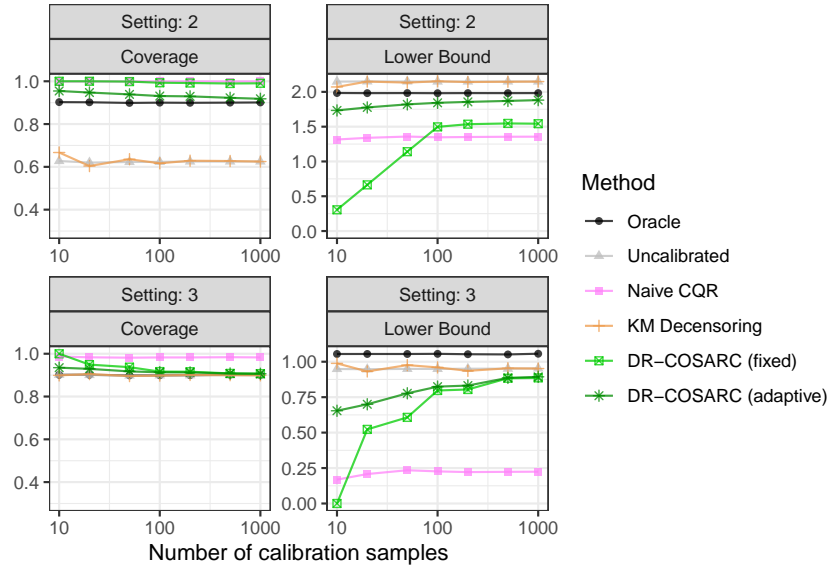 Setting: 2
Setting: 2
Coverage
Lower Bound
1.0
0.8
0.6
0.4
2.0
1.5
1.0
0.5
0.0
10
100
1000
10
100
1000
Setting: 3
Setting: 3
Coverage
Lower Bound
1.0
0.8
0.6
0.4
1.00
0.75
0.50
0.25
0.00
10
100
1000
10
100
1000
Number of calibration samples
Method
Oracle
Uncalibrated
Naive CQR
KM Decensoring
DR−COSARC (fixed)
DR−COSARC (adaptive)